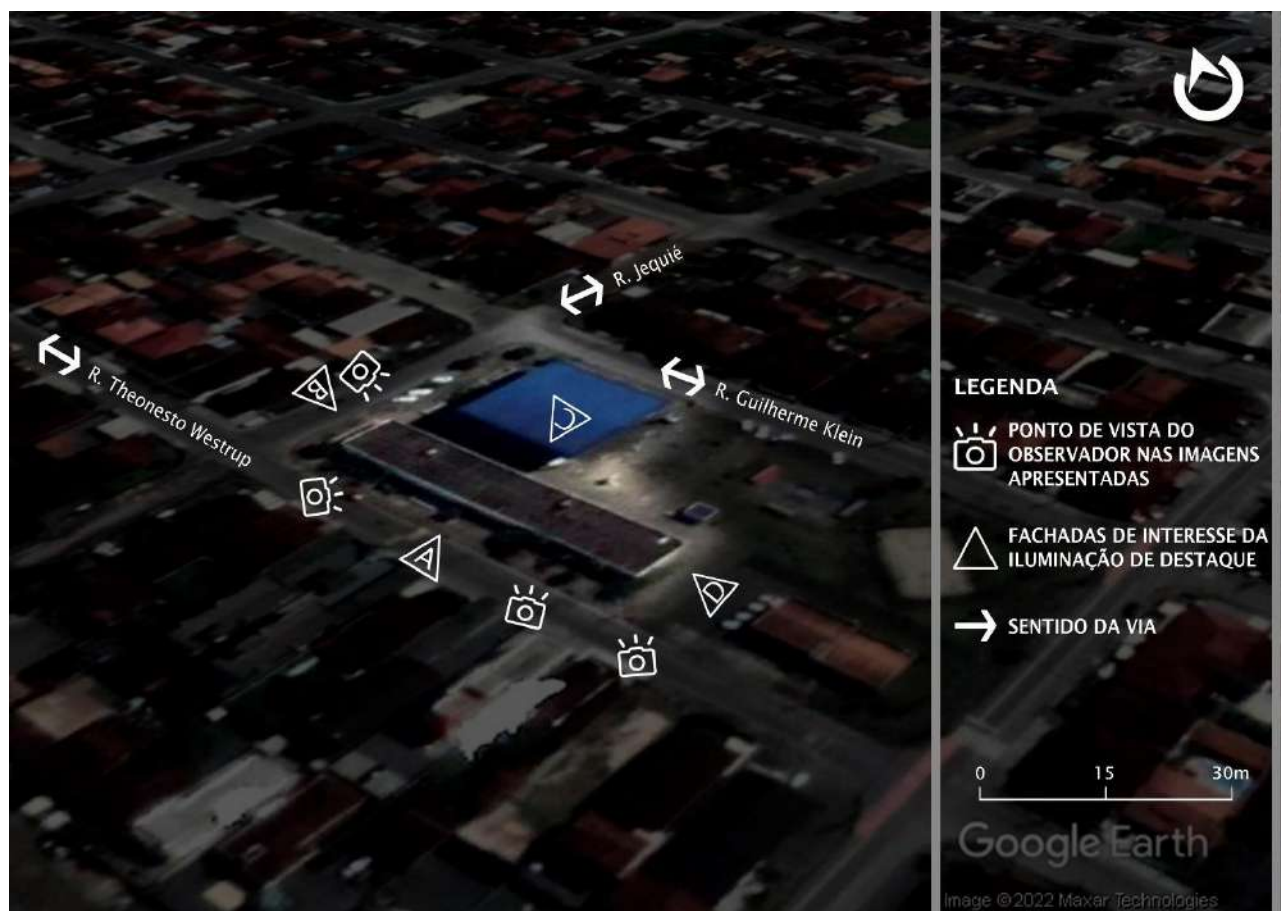 R. Jequié
R. Theonesto Westrup
B
C
R. Guilherme Klein
A
D
LEGENDA
PONTO DE VISTA DO
OBSERVADOR NAS IMAGENS
APRESENTADAS
FACHADAS DE INTERESSE DA
ILUMINAÇÃO DE DESTAQUE
SENTIDO DA VIA
0 15 30m
Google Earth
Image © 2022 Maxar Technologies